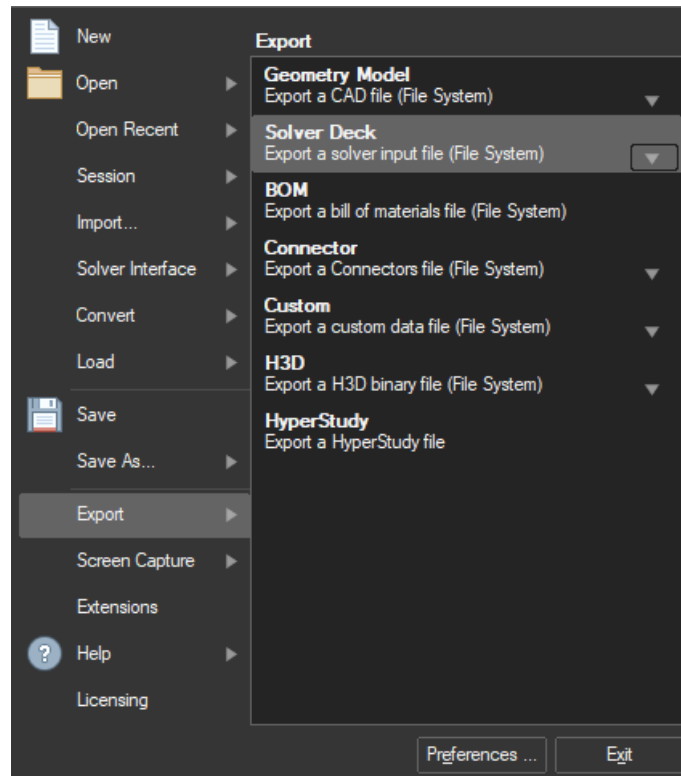 New
Open
Open Recent
Session
Import...
Solver Interface
Convert
Load
Save
Save As...
Export
Screen Capture
Extensions
Help
Licensing
Export
Geometry Model
Export a CAD file (File System)
Solver Deck
Export a solver input file (File System)
BOM
Export a bill of materials file (File System)
Connector
Export a Connectors file (File System)
Custom
Export a custom data file (File System)
H3D
Export a H3D binary file (File System)
HyperStudy
Export a HyperStudy file
Preferences ...
Exit